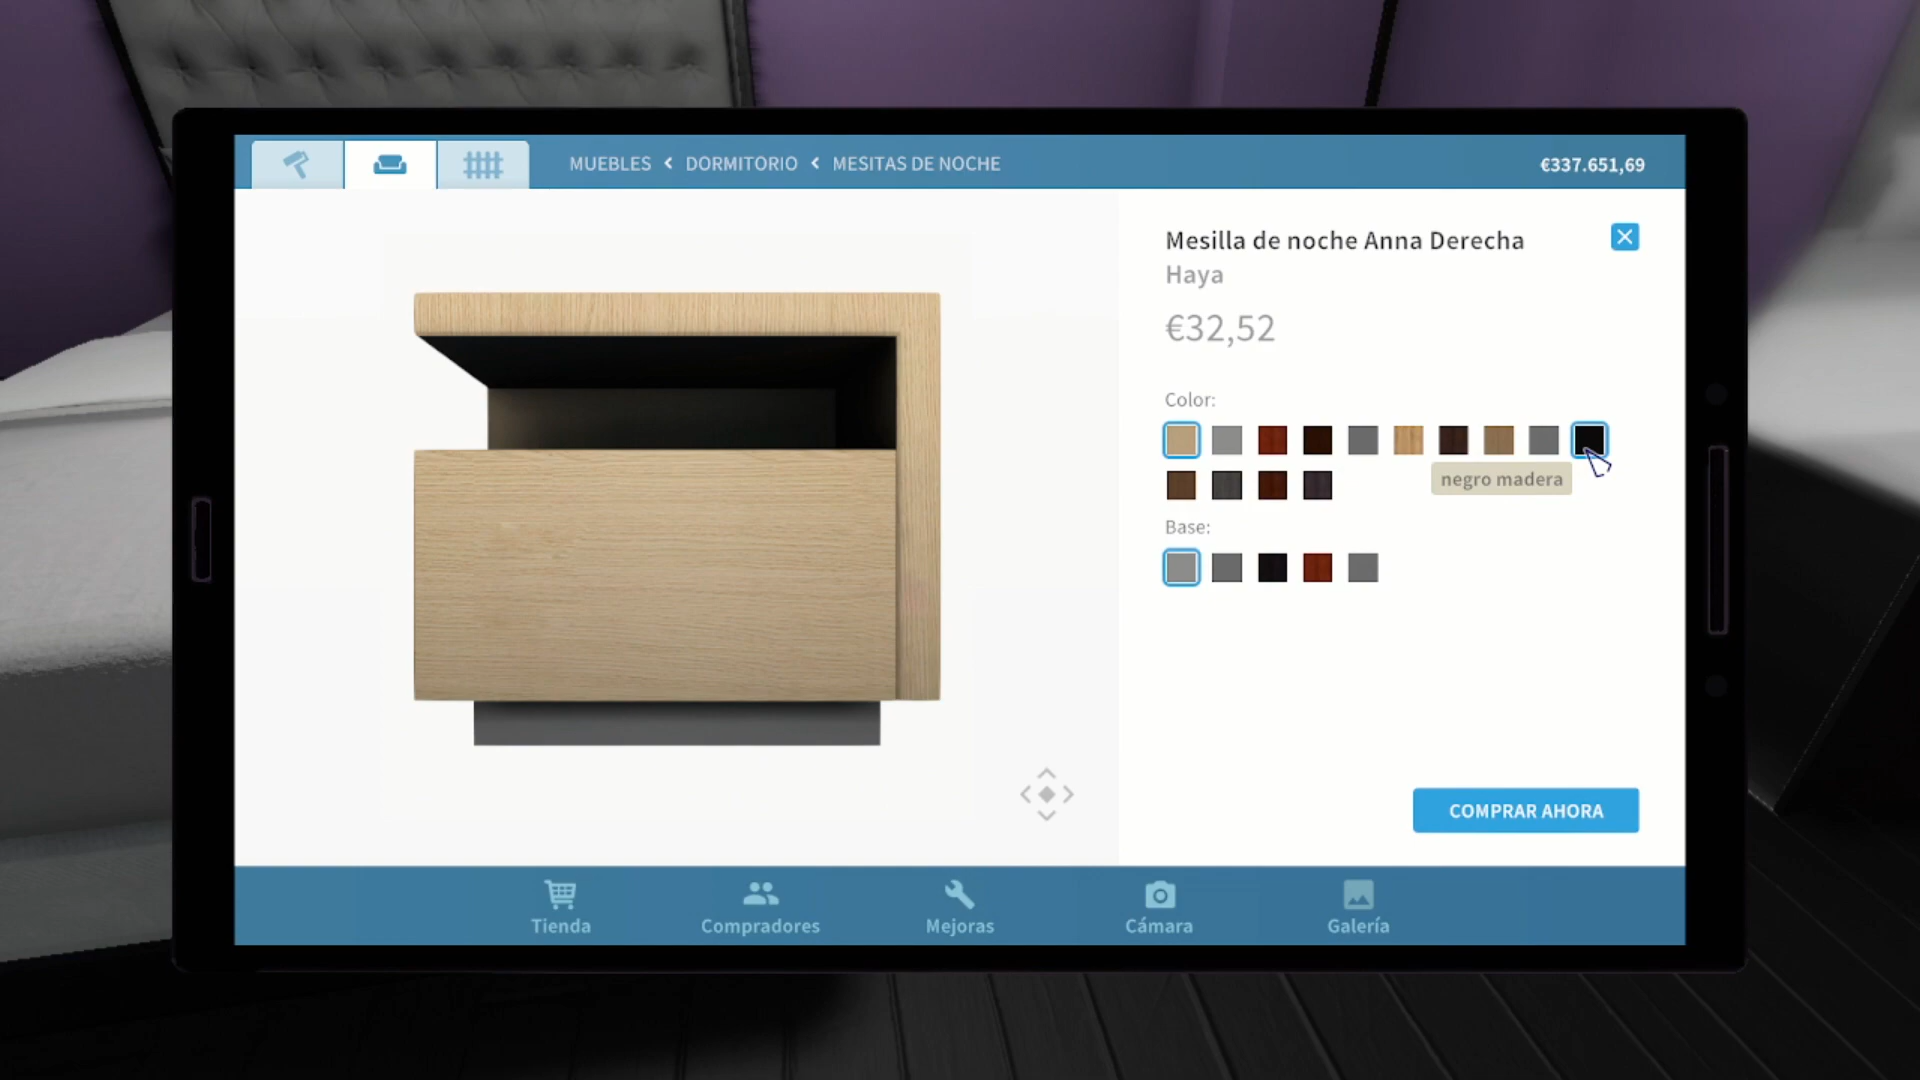 MUEBLES < DORMITORIO < MESITAS DE NOCHE
€337.651,69
Mesilla de noche Anna Derecha
Haya
€32,52
Color:
negro madera
Base:
COMPRAR AHORA
Tienda
Compradores
Mejoras
Cámara
Galería